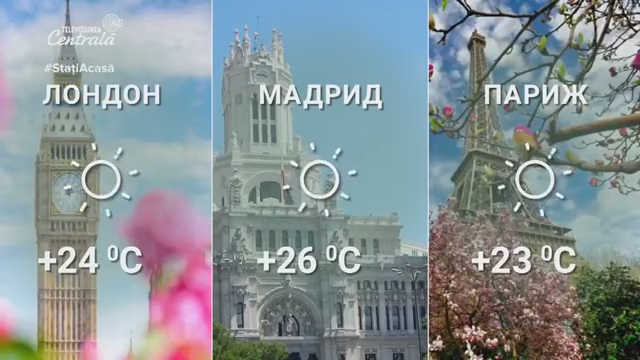 TELEVIZIUNEA
Centrală
#StațiAcasă
ЛОНДОН
МАДРИД
ПАРИЖ
+24 ⁰C
+26 ⁰C
+23 ⁰C